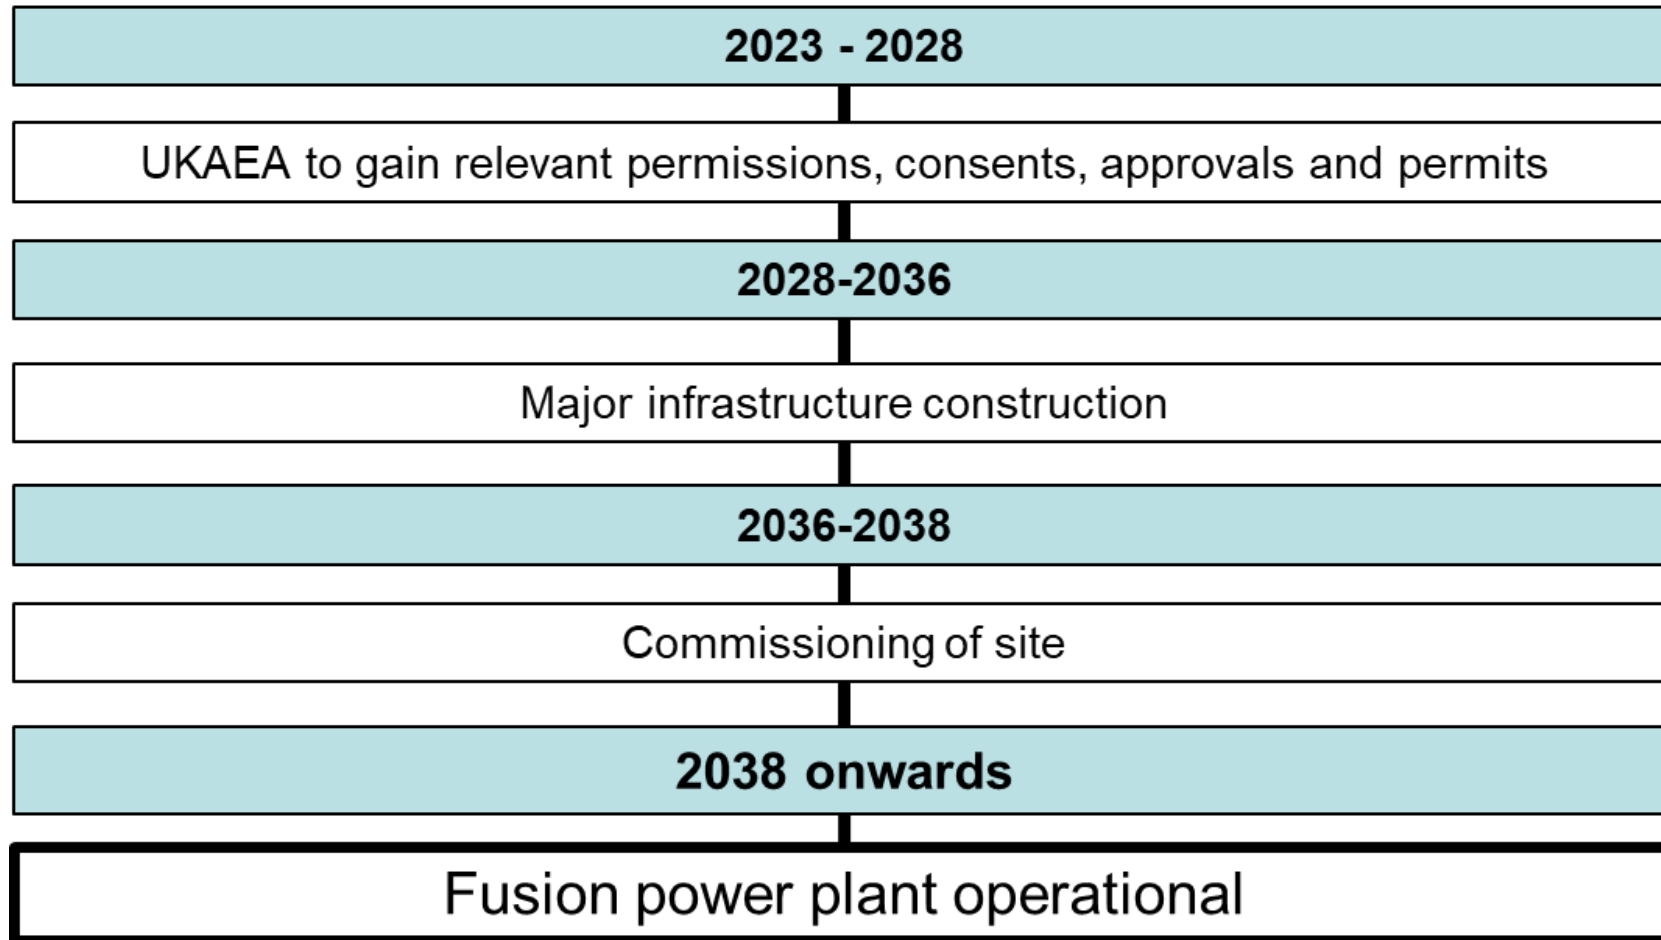 2023 - 2028
UKAEA to gain relevant permissions, consents, approvals and permits
2028-2036
Major infrastructure construction
2036-2038
Commissioning of site
2038 onwards
Fusion power plant operational